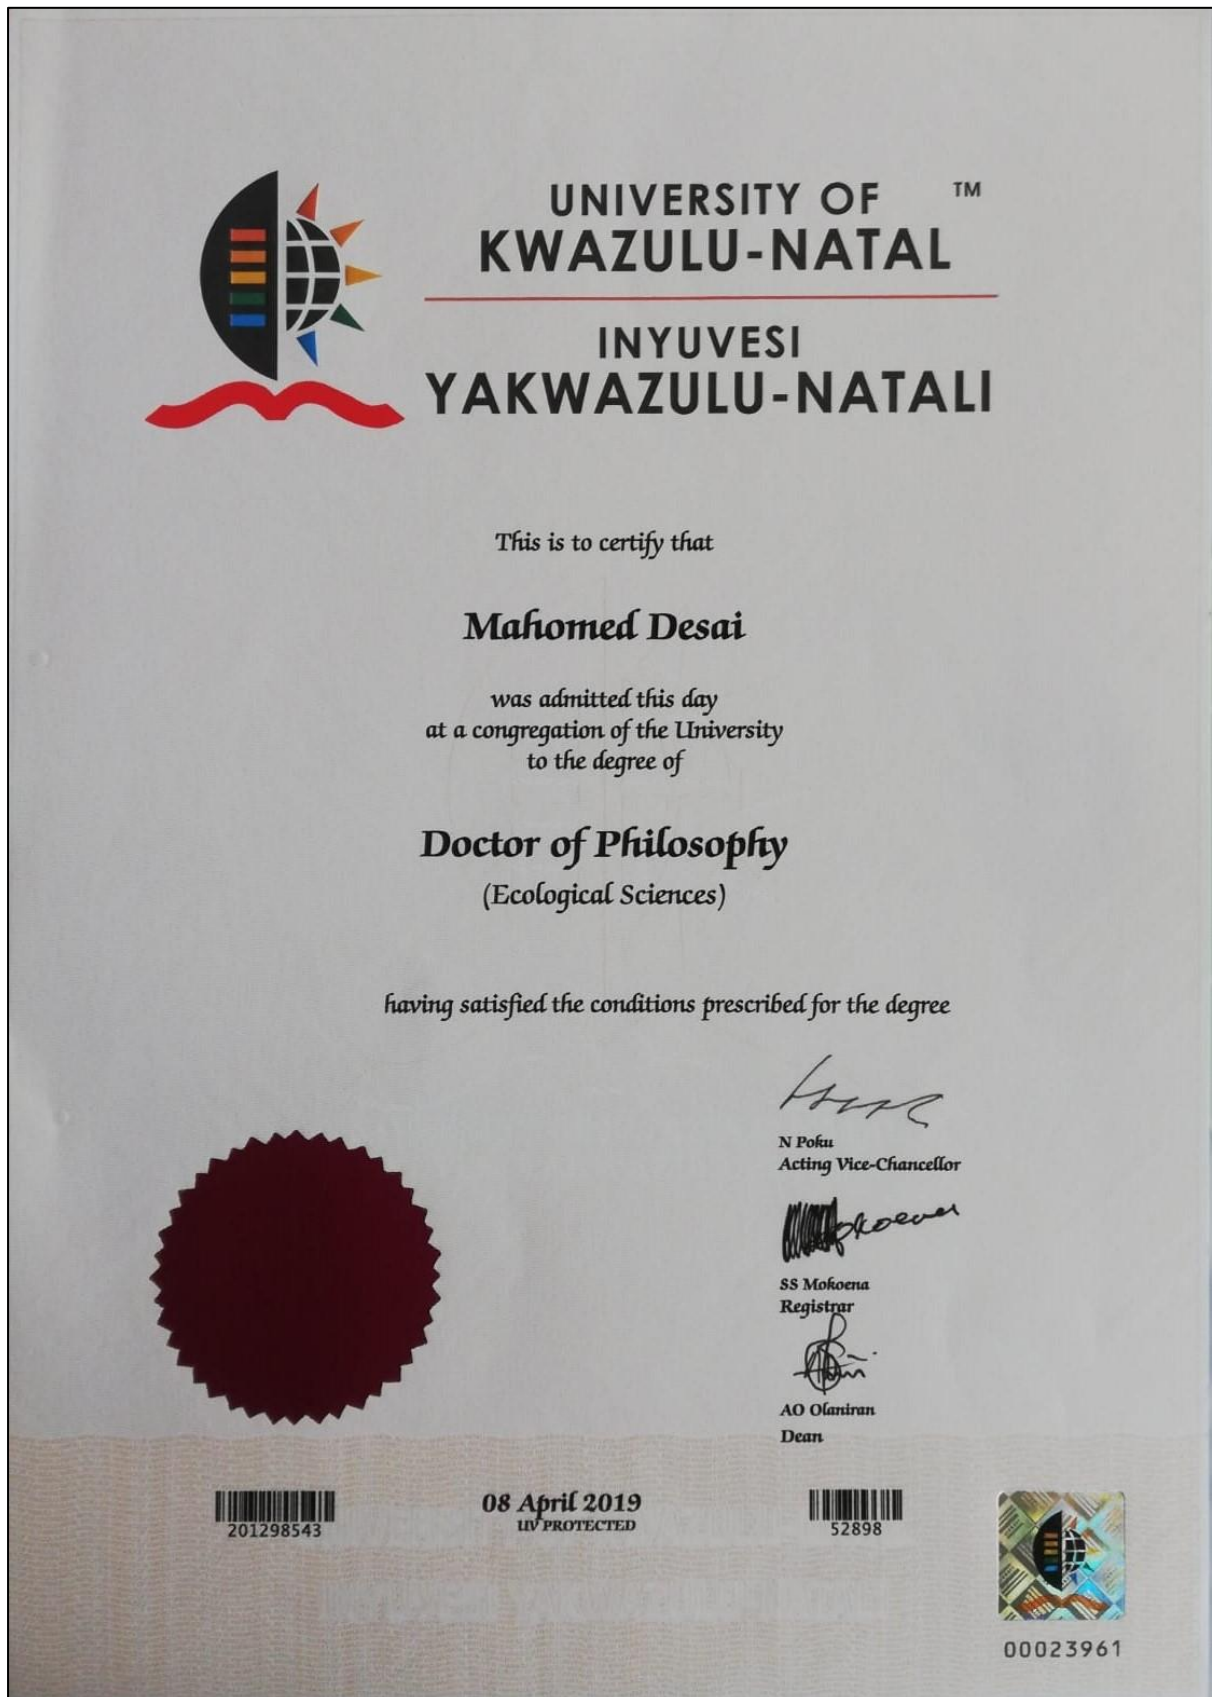 UNIVERSITY OF ™
KWAZULU-NATAL
INYUVESI
YAKWAZULU-NATALI
This is to certify that
Mahomed Desai
was admitted this day
at a congregation of the University
to the degree of
Doctor of Philosophy
(Ecological Sciences)
having satisfied the conditions prescribed for the degree
N Poku
Acting Vice-Chancellor
SS Mokoena
Registrar
AO Olaniran
Dean
201298543
08 April 2019
UV PROTECTED
52898
00023961